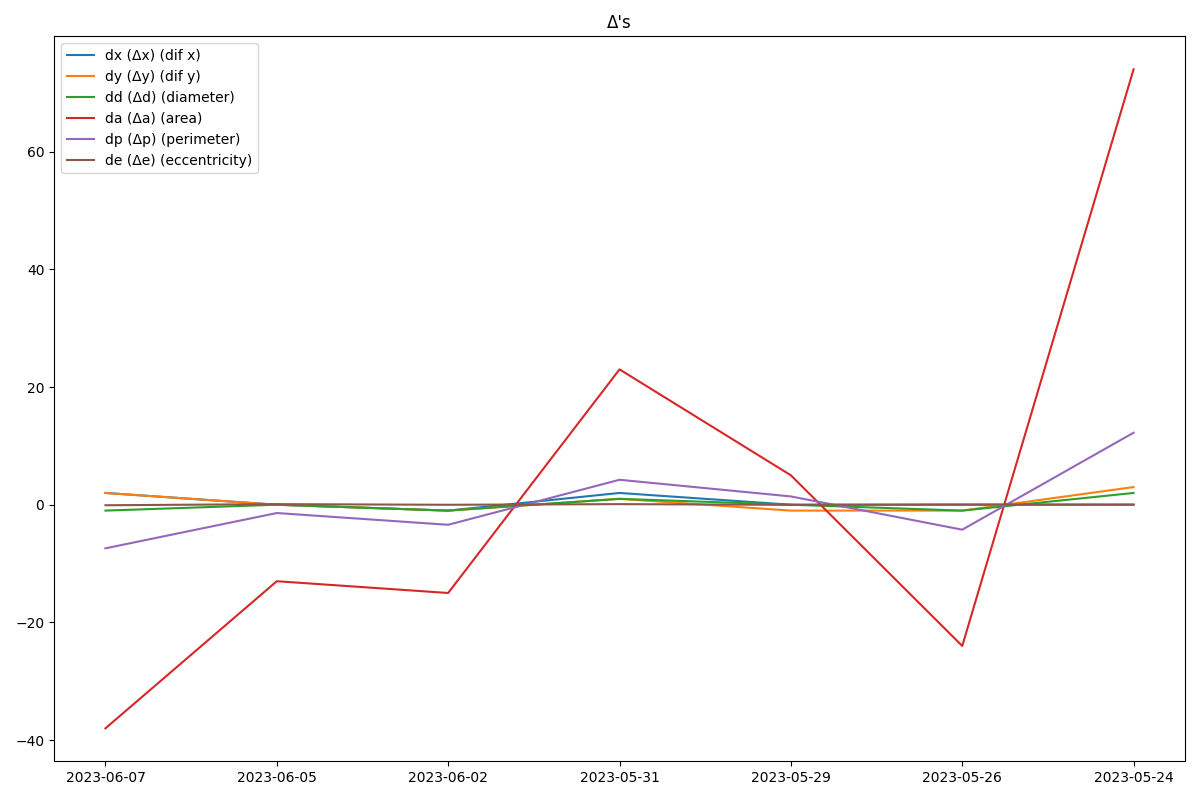 Δ's
dx (Δx) (dif x)
dy (Δy) (dif y)
dd (Δd) (diameter)
da (Δa) (area)
dp (Δp) (perimeter)
de (Δe) (eccentricity)
60
40
20
0
−20
−40
2023-06-07 2023-06-05 2023-06-02 2023-05-31 2023-05-29 2023-05-26 2023-05-24